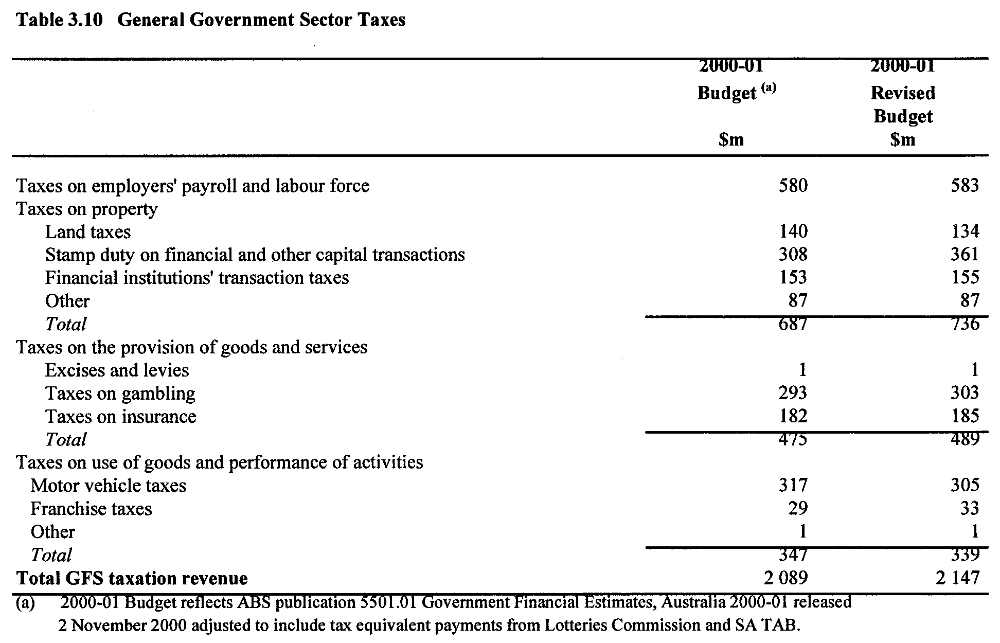 Table 3.10 General Government Sector Taxes
2000-01 2000-01
Budget (a) Revised
Budget
$m $m
Taxes on employers' payroll and labour force 580 583
Taxes on property
Land taxes 140 134
Stamp duty on financial and other capital transactions 308 361
Financial institutions' transaction taxes 153 155
Other 87 87
Total 687 736
Taxes on the provision of goods and services
Excises and levies 1 1
Taxes on gambling 293 303
Taxes on insurance 182 185
Total 475 489
Taxes on use of goods and performance of activities
Motor vehicle taxes 317 305
Franchise taxes 29 33
Other 1 1
Total 347 339
Total GFS taxation revenue 2 089 2 147
(a) 2000-01 Budget reflects ABS publication 5501.01 Government Financial Estimates, Australia 2000-01 released
2 November 2000 adjusted to include tax equivalent payments from Lotteries Commission and SA TAB.